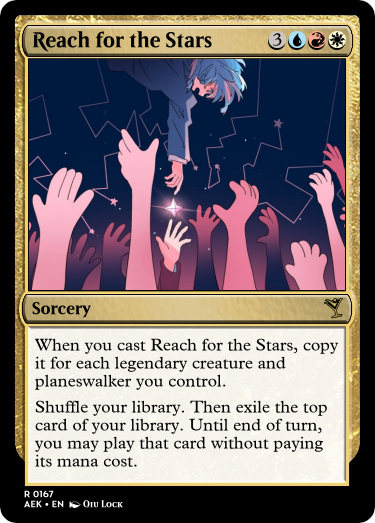 Reach for the Stars
3
Sorcery
When you cast Reach for the Stars, copy
it for each legendary creature and
planeswalker you control.
Shuffle your library. Then exile the top
card of your library. Until end of turn,
you may play that card without paying
its mana cost.
R 0167
AEK • EN Oiu Lock